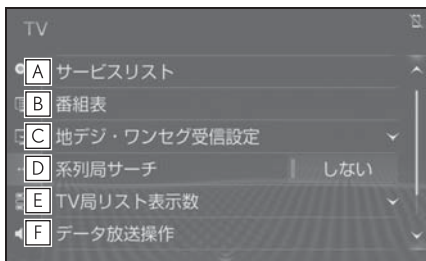 TV
A サービスリスト
B 番組表
C 地デジ・ワンセグ受信設定
D 系列局サーチ しない
E TV局リスト表示数
F データ放送操作